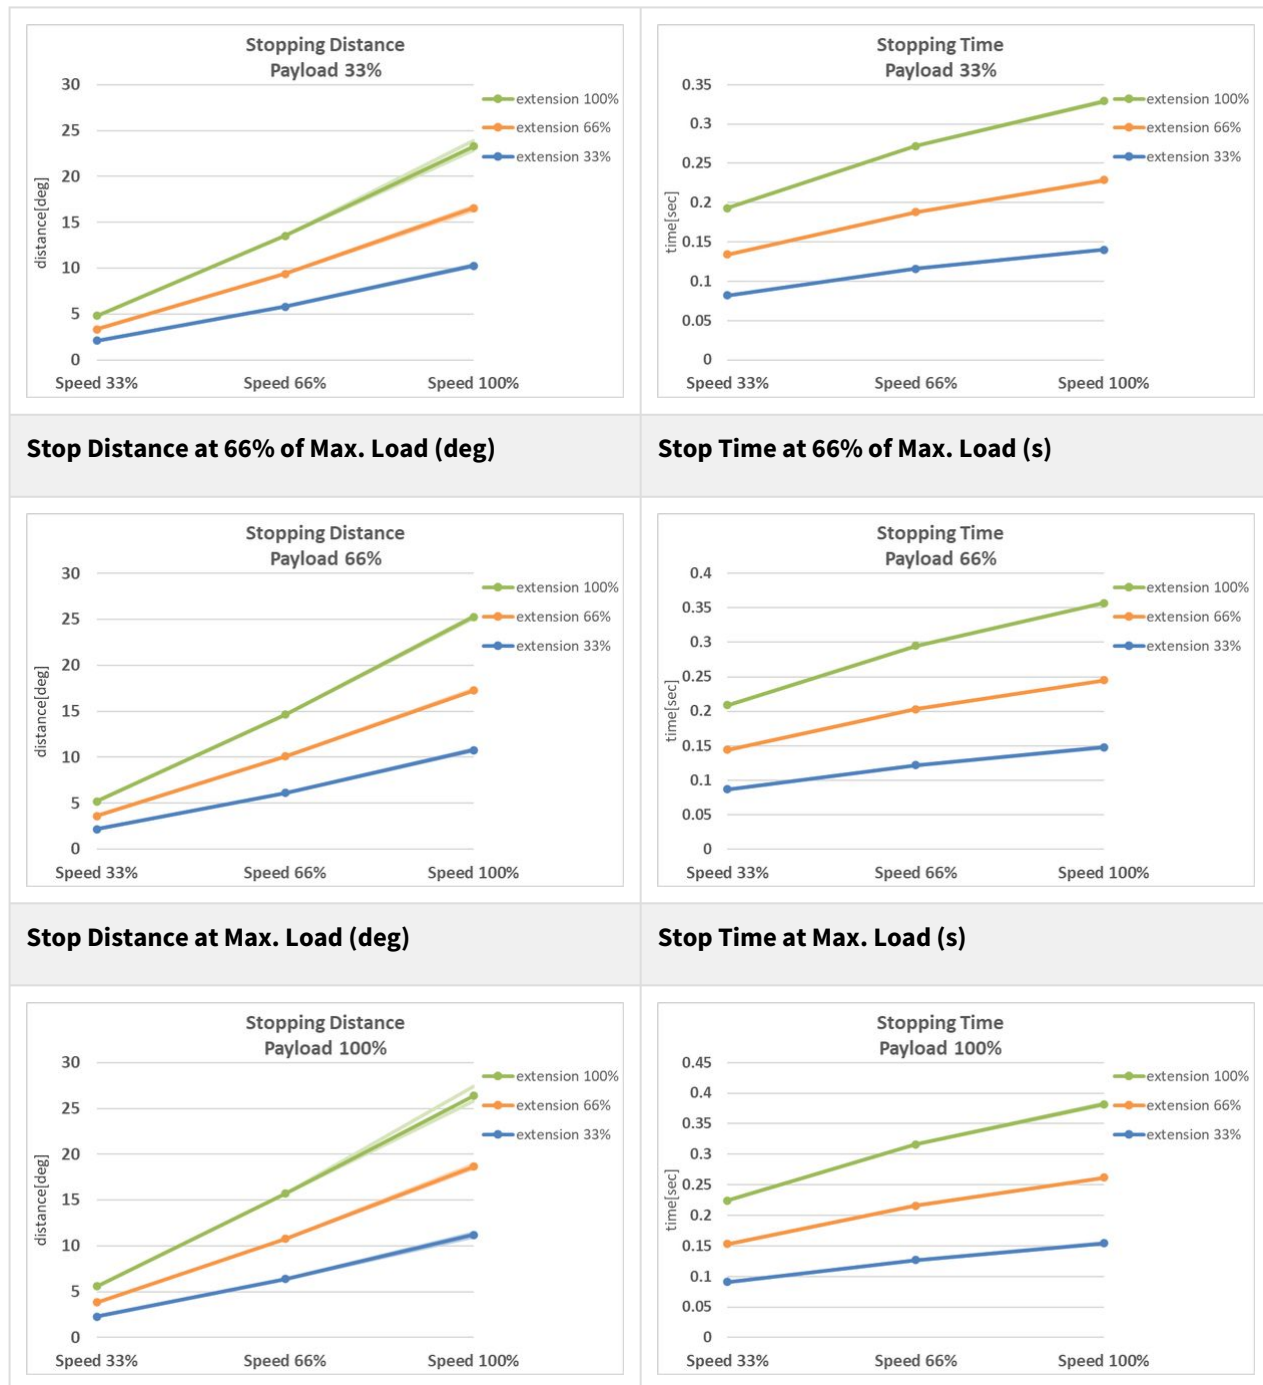 Stopping Distance
Payload 33%
30
25
20
15
10
5
0
distance[deg]
Speed 33% Speed 66% Speed 100%
extension 100%
extension 66%
extension 33%
Stopping Time
Payload 33%
0.35
0.3
0.25
0.2
0.15
0.1
0.05
0
time[sec]
Speed 33% Speed 66% Speed 100%
extension 100%
extension 66%
extension 33%
Stop Distance at 66% of Max. Load (deg)
Stop Time at 66% of Max. Load (s)
Stopping Distance
Payload 66%
30
25
20
15
10
5
0
distance[deg]
Speed 33% Speed 66% Speed 100%
extension 100%
extension 66%
extension 33%
Stopping Time
Payload 66%
0.4
0.35
0.3
0.25
0.2
0.15
0.1
0.05
0
time[sec]
Speed 33% Speed 66% Speed 100%
extension 100%
extension 66%
extension 33%
Stop Distance at Max. Load (deg)
Stop Time at Max. Load (s)
Stopping Distance
Payload 100%
30
25
20
15
10
5
0
distance[deg]
Speed 33% Speed 66% Speed 100%
extension 100%
extension 66%
extension 33%
Stopping Time
Payload 100%
0.45
0.4
0.35
0.3
0.25
0.2
0.15
0.1
0.05
0
time[sec]
Speed 33% Speed 66% Speed 100%
extension 100%
extension 66%
extension 33%